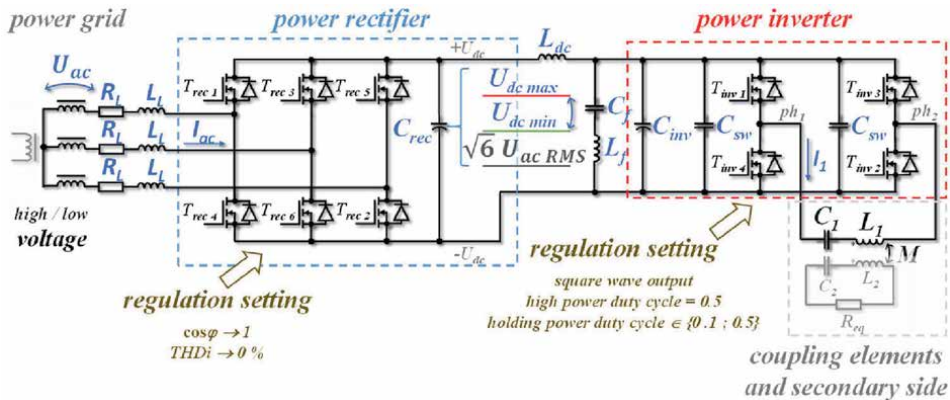 power grid
power rectifier
power inverter
+U_dc
L_dc
U_ac
R_L L_L
T_rec 1 T_rec 3 T_rec 5
U_dc max
U_dc min
√6 U_ac RMS
C_rec
C_f
L_f
C_inv C_sw
T_inv 1
ph_1
C_sw
T_inv 3
ph_2
I_ac
R_L L_L
R_L L_L
T_inv 4
I_1
T_inv 2
high / low
voltage
T_rec 4 T_rec 6 T_rec 2
-U_dc
regulation setting
cosφ → 1
THDi → 0 %
regulation setting
square wave output
high power duty cycle = 0.5
holding power duty cycle ∈ {0.1 ; 0.5}
C_1 L_1
M
C_2 L_2
R_eq
coupling elements
and secondary side